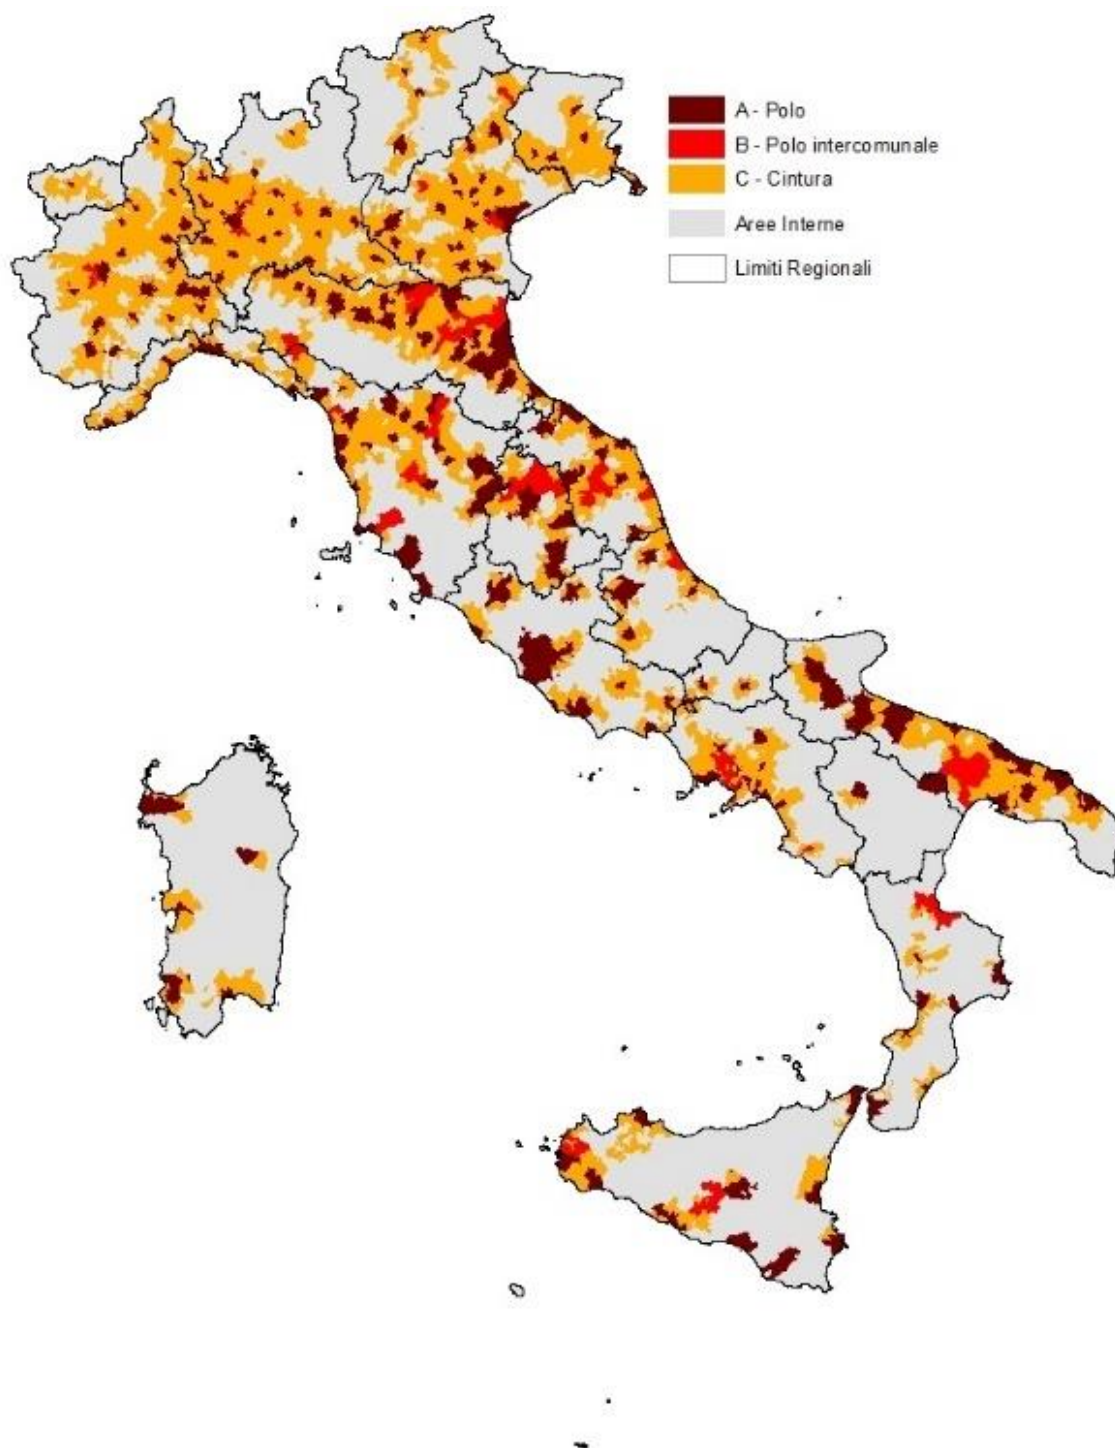 A - Polo
B - Polo intercomunale
C - Cintura
Aree Interne
Limiti Regionali